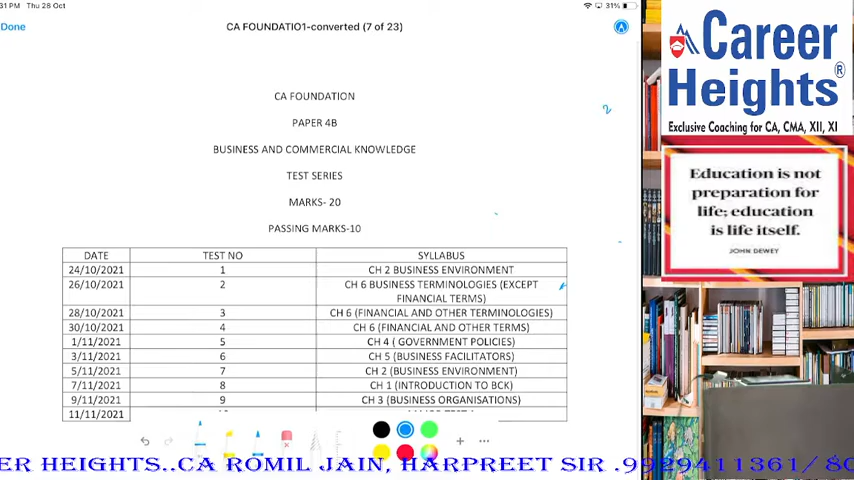 :31 PM Thu 28 Oct
31%
Done
CA FOUNDATIO1-converted (7 of 23)
CA FOUNDATION
PAPER 4B
BUSINESS AND COMMERCIAL KNOWLEDGE
TEST SERIES
MARKS- 20
PASSING MARKS-10
DATE TEST NO SYLLABUS
24/10/2021 1 CH 2 BUSINESS ENVIRONMENT
26/10/2021 2 CH 6 BUSINESS TERMINOLOGIES (EXCEPT
FINANCIAL TERMS)
28/10/2021 3 CH 6 (FINANCIAL AND OTHER TERMINOLOGIES)
30/10/2021 4 CH 6 (FINANCIAL AND OTHER TERMS)
1/11/2021 5 CH 4 ( GOVERNMENT POLICIES)
3/11/2021 6 CH 5 (BUSINESS FACILITATORS)
5/11/2021 7 CH 2 (BUSINESS ENVIRONMENT)
7/11/2021 8 CH 1 (INTRODUCTION TO BCK)
9/11/2021 9 CH 3 (BUSINESS ORGANISATIONS)
11/11/2021
Career
Heights®
Exclusive Coaching for CA, CMA, XII, XI
Education is not
preparation for
life; education
is life itself.
JOHN DEWEY
ER HEIGHTS..CA ROMIL JAIN, HARPREET SIR .9929411361/ 80